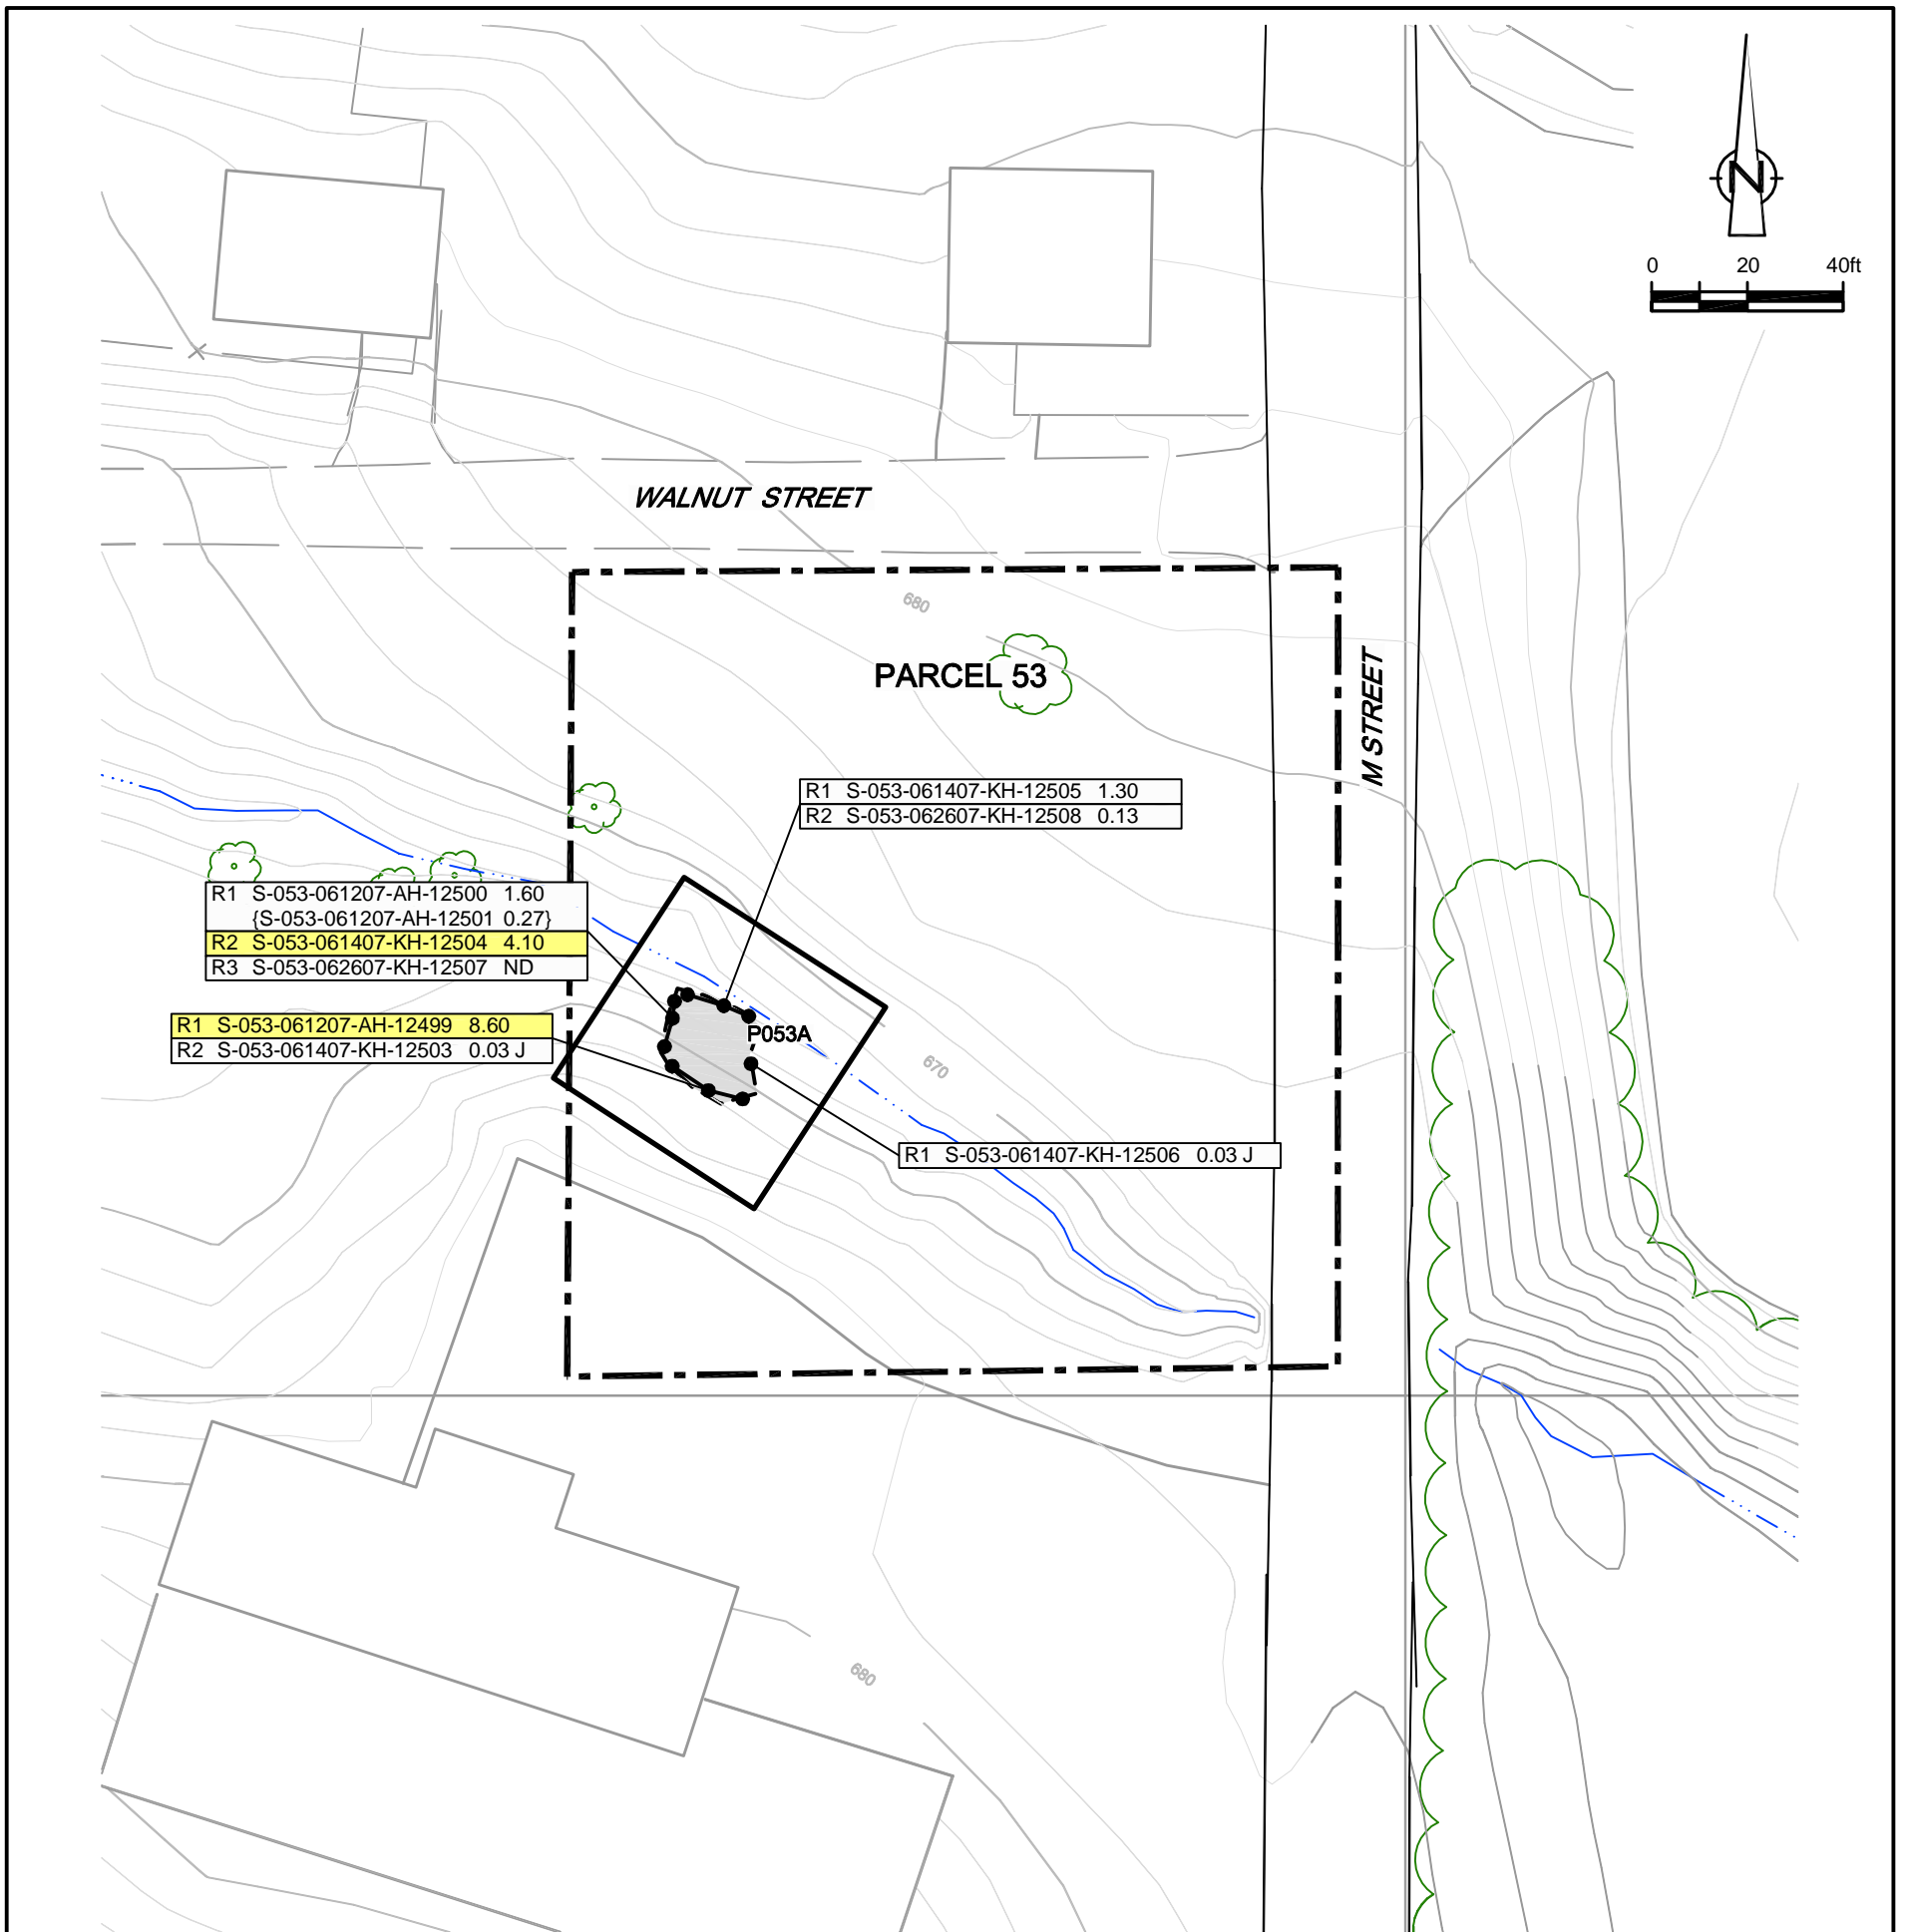 N
0 20 40ft
WALNUT STREET
680
PARCEL 53
M STREET
R1 S-053-061407-KH-12505 1.30
R2 S-053-062607-KH-12508 0.13
R1 S-053-061207-AH-12500 1.60
{S-053-061207-AH-12501 0.27}
R2 S-053-061407-KH-12504 4.10
R3 S-053-062607-KH-12507 ND
R1 S-053-061207-AH-12499 8.60
R2 S-053-061407-KH-12503 0.03 J
P053A
670
R1 S-053-061407-KH-12506 0.03 J
680